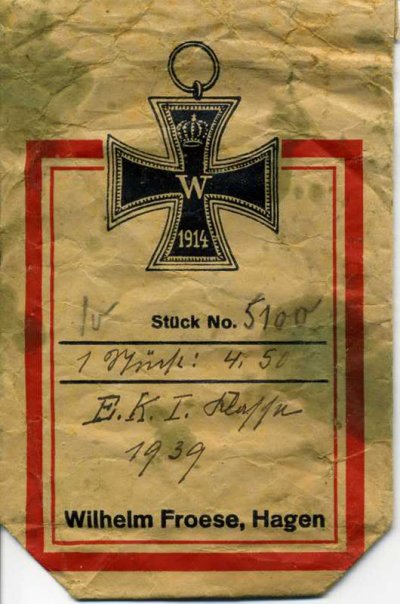 W
1914
Stück No. 5100
1 Stück: 4.50
E.K. I. Klasse
1939
Wilhelm Froese, Hagen